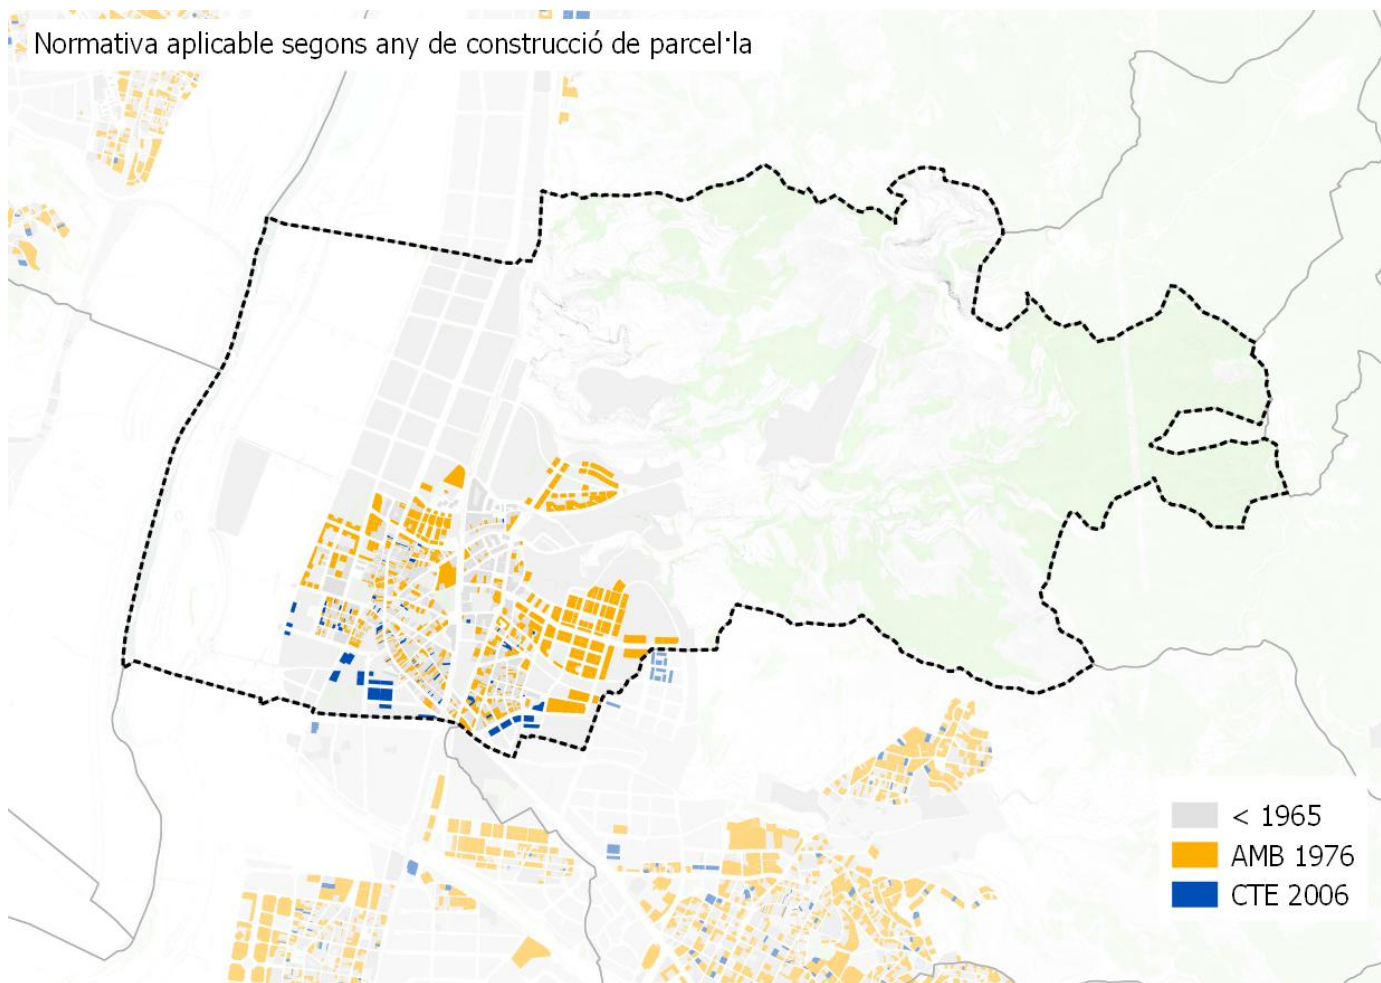 Normativa aplicable segons any de construcció de parcel·la
< 1965
AMB 1976
CTE 2006